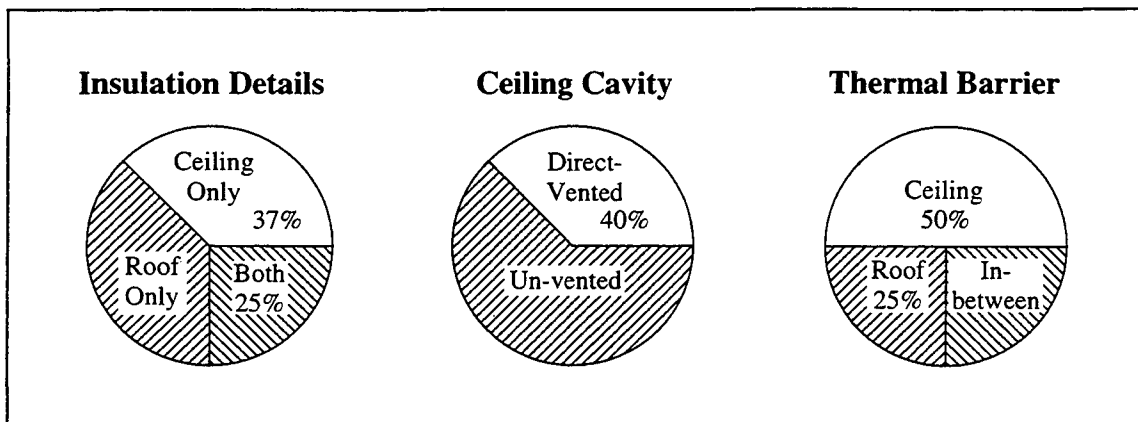 Insulation Details
Ceiling
Only
37%
Roof
Only
Both
25%
Ceiling Cavity
Direct-
Vented
40%
Un-vented
Thermal Barrier
Ceiling
50%
Roof
25%
In-
between